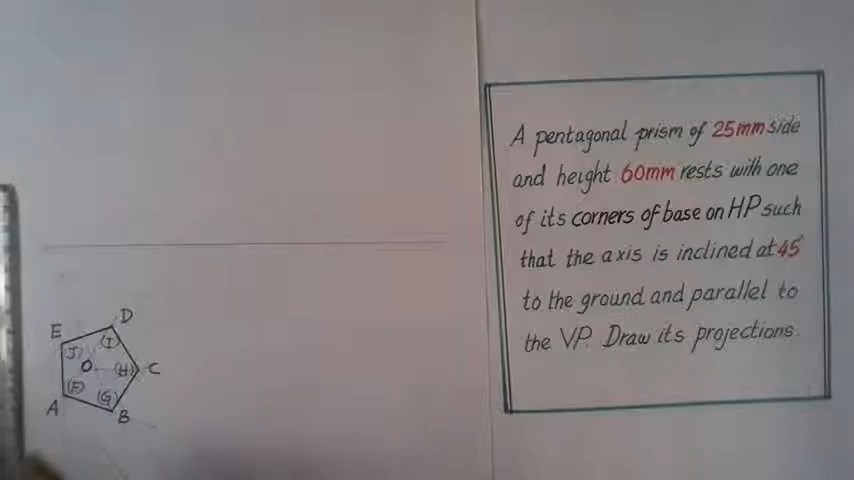 A pentagonal prism of 25mm side
and height 60mm rests with one
of its corners of base on HP such
that the axis is inclined at 45°
to the ground and parallel to
the VP. Draw its projections.
D
E
(I)
(J)
O
(H)
C
(F)
(G)
A
B